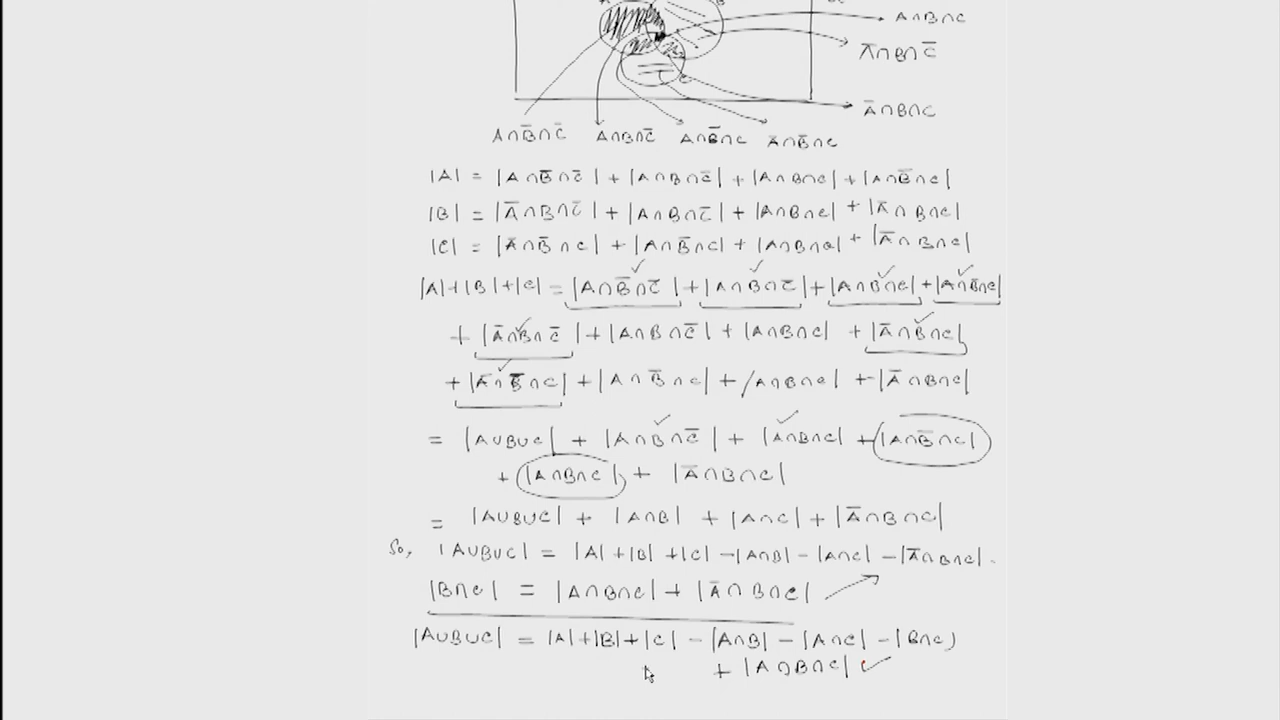 A∩B∩C
A̅∩B∩C̅
A̅∩B∩C
A∩B̅∩C̅ A∩B∩C̅ A∩B̅∩C A̅∩B̅∩C
|A| = |A∩B̅∩C̅| + |A∩B∩C̅| + |A∩B∩C| + |A∩B̅∩C|
|B| = |A̅∩B∩C̅| + |A∩B∩C̅| + |A∩B∩C| + |A̅∩B∩C|
|C| = |A̅∩B̅∩C| + |A∩B̅∩C| + |A∩B∩C| + |A̅∩B∩C|
|A|+|B|+|C| = |A∩B̅∩C̅| + |A∩B∩C̅| + |A∩B∩C| + |A∩B̅∩C|
+ |A̅∩B∩C̅| + |A∩B∩C̅| + |A∩B∩C| + |A̅∩B∩C|
+ |A̅∩B̅∩C| + |A∩B̅∩C| + |A∩B∩C| + |A̅∩B∩C|
= |A∪B∪C| + |A∩B∩C̅| + |A∩B∩C| + |A∩B̅∩C|
+ |A∩B∩C| + |A̅∩B∩C|
= |A∪B∪C| + |A∩B| + |A∩C| + |A̅∩B∩C|
So, |A∪B∪C| = |A|+|B|+|C| -|A∩B| - |A∩C| - |A̅∩B∩C|.
|B∩C| = |A∩B∩C| + |A̅∩B∩C|
|A∪B∪C| = |A|+|B|+|C| - |A∩B| - |A∩C| - |B∩C)
+ |A∩B∩C|